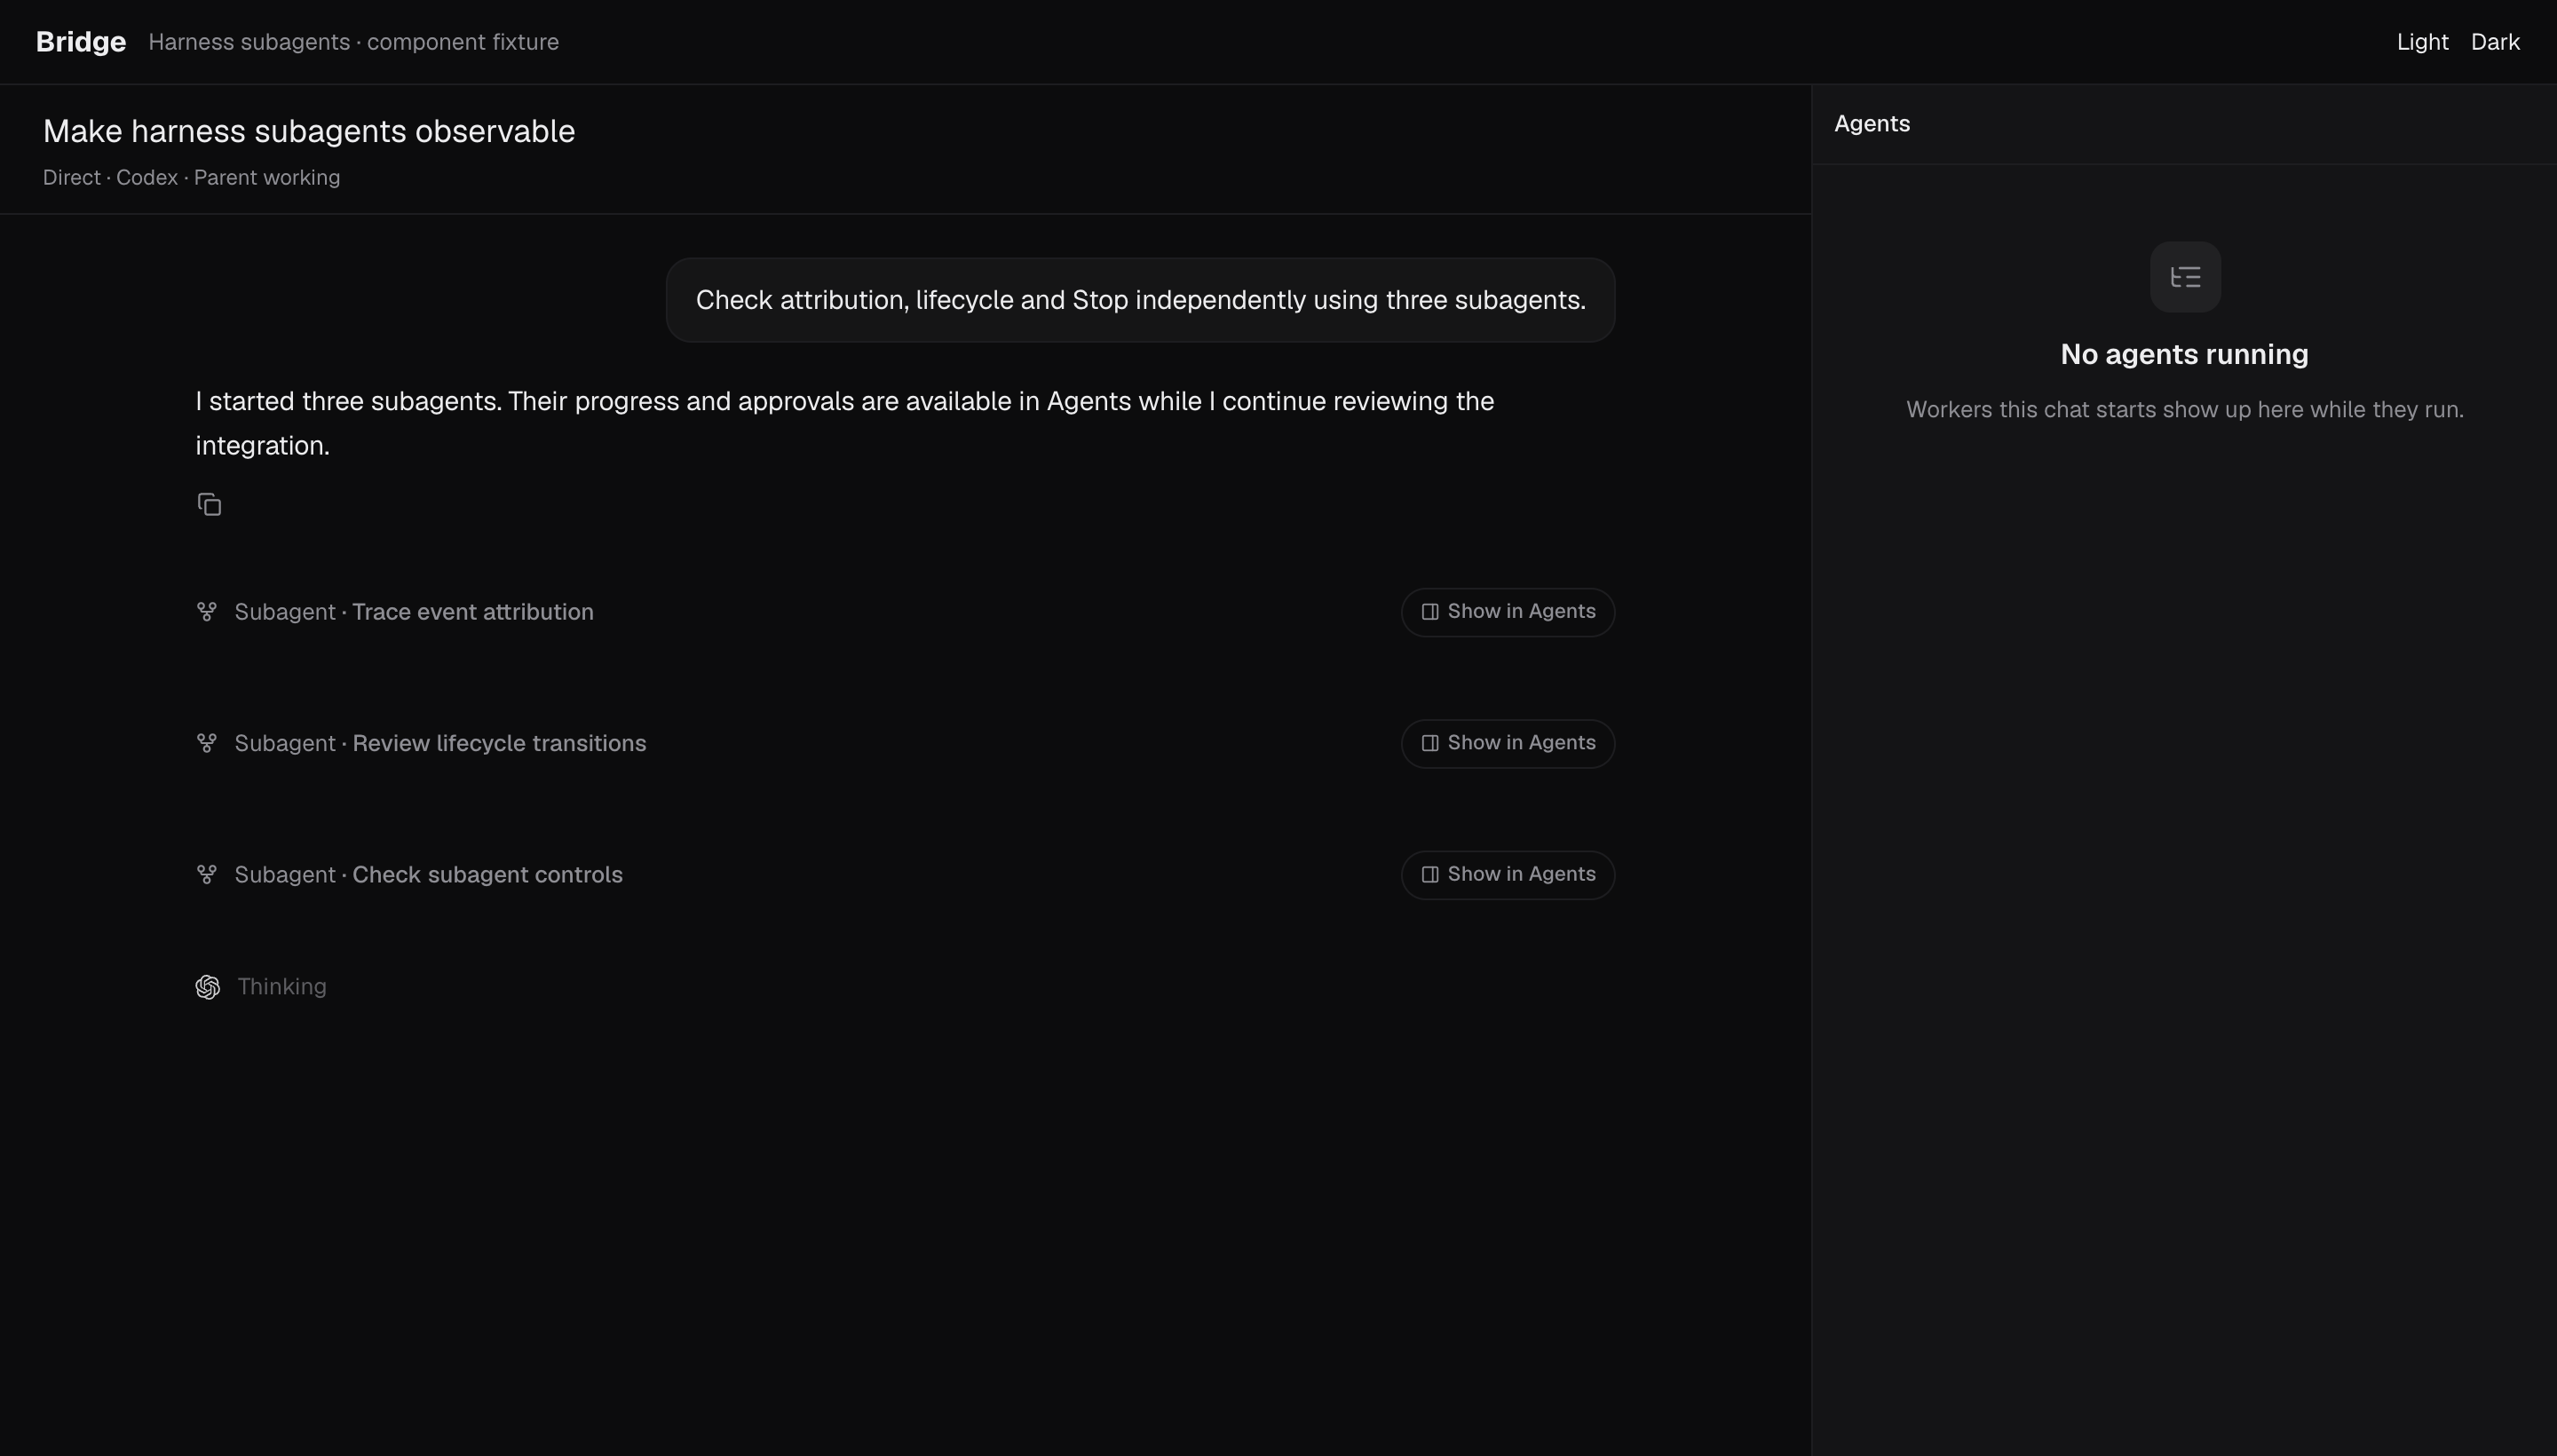 Bridge Harness subagents · component fixture
Light Dark
Make harness subagents observable
Direct · Codex · Parent working
Check attribution, lifecycle and Stop independently using three subagents.
I started three subagents. Their progress and approvals are available in Agents while I continue reviewing the
integration.
Subagent · Trace event attribution
Show in Agents
Subagent · Review lifecycle transitions
Show in Agents
Subagent · Check subagent controls
Show in Agents
Thinking
Agents
No agents running
Workers this chat starts show up here while they run.